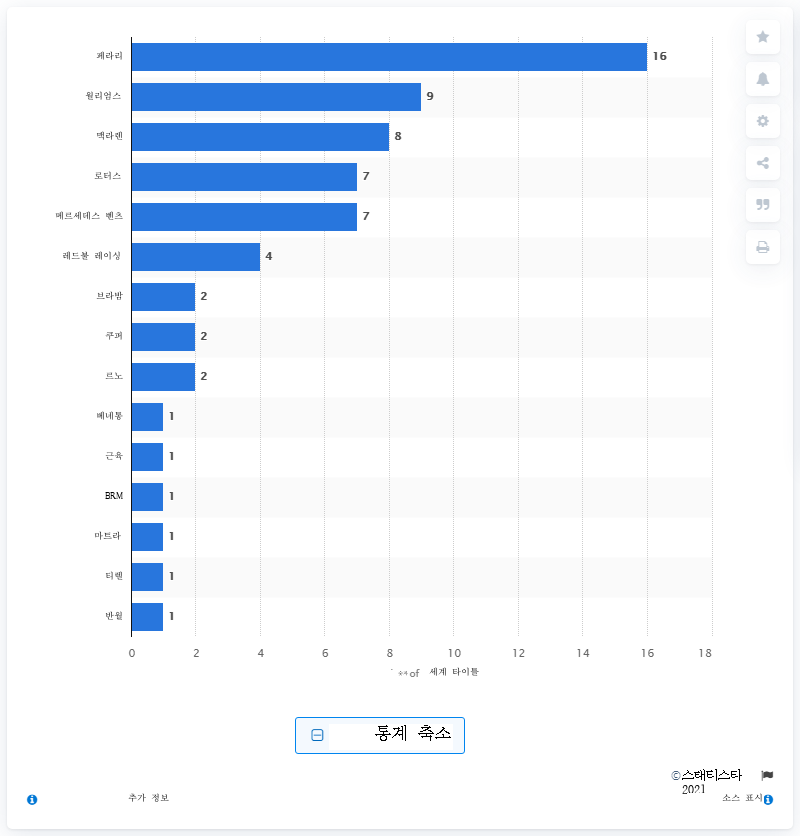 페라리 16
윌리엄스 9
맥라렌 8
로터스 7
메르세데스 벤츠 7
레드불 레이싱 4
브라밤 2
쿠퍼 2
르노 2
베네통 1
근육 1
BRM 1
마트라 1
티렐 1
반월 1
0 2 4 6 8 10 12 14 16 18
of 세계 타이틀
통계 축소
©스태티스타
2021
추가 정보 소스 표시